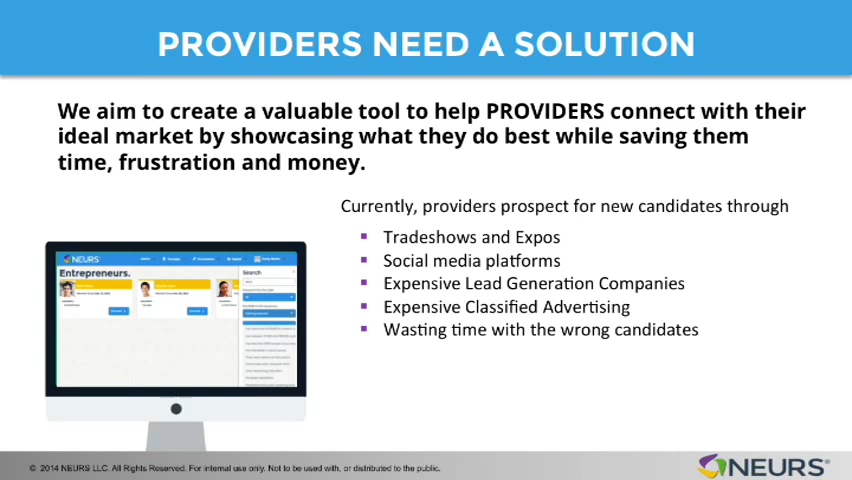 PROVIDERS NEED A SOLUTION
We aim to create a valuable tool to help PROVIDERS connect with their
ideal market by showcasing what they do best while saving them
time, frustration and money.
Currently, providers prospect for new candidates through
▪ Tradeshows and Expos
▪ Social media platforms
▪ Expensive Lead Generation Companies
▪ Expensive Classified Advertising
▪ Wasting time with the wrong candidates
NEURS
Entrepreneurs.
Search
© 2014 NEURS LLC. All Rights Reserved. For internal use only. Not to be used with, or distributed to the public.
NEURS®